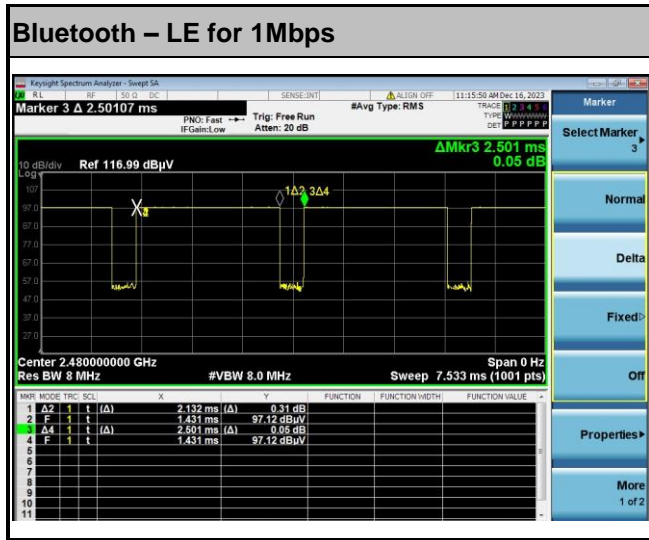 Bluetooth – LE for 1Mbps
Keysight Spectrum Analyzer - Swept SA
RL RF 50 Ω DC SENSE:INT ALIGN OFF 11:15:50 AM Dec 16, 2023
Marker 3 Δ 2.50107 ms #Avg Type: RMS TRACE 1 2 3 4 5 6
PNO: Fast Trig: Free Run TYPE WWWWWW
IFGain:Low Atten: 20 dB DET P P P P P P
Marker
Select Marker
3
Normal
Delta
Fixed
Off
Properties
More
1 of 2
ΔMkr3 2.501 ms
0.05 dB
10 dB/div Ref 116.99 dBµV
Log
107
97.0
87.0
77.0
67.0
57.0
47.0
37.0
27.0
X 1Δ2 3Δ4
Center 2.480000000 GHz Span 0 Hz
Res BW 8 MHz #VBW 8.0 MHz Sweep 7.533 ms (1001 pts)
MKR MODE TRC SCL X Y FUNCTION FUNCTION WIDTH FUNCTION VALUE
1 Δ2 1 t (Δ) 2.132 ms (Δ) 0.31 dB
2 F 1 t 1.431 ms 97.12 dBµV
3 Δ4 1 t (Δ) 2.501 ms (Δ) 0.05 dB
4 F 1 t 1.431 ms 97.12 dBµV
5
6
7
8
9
10
11